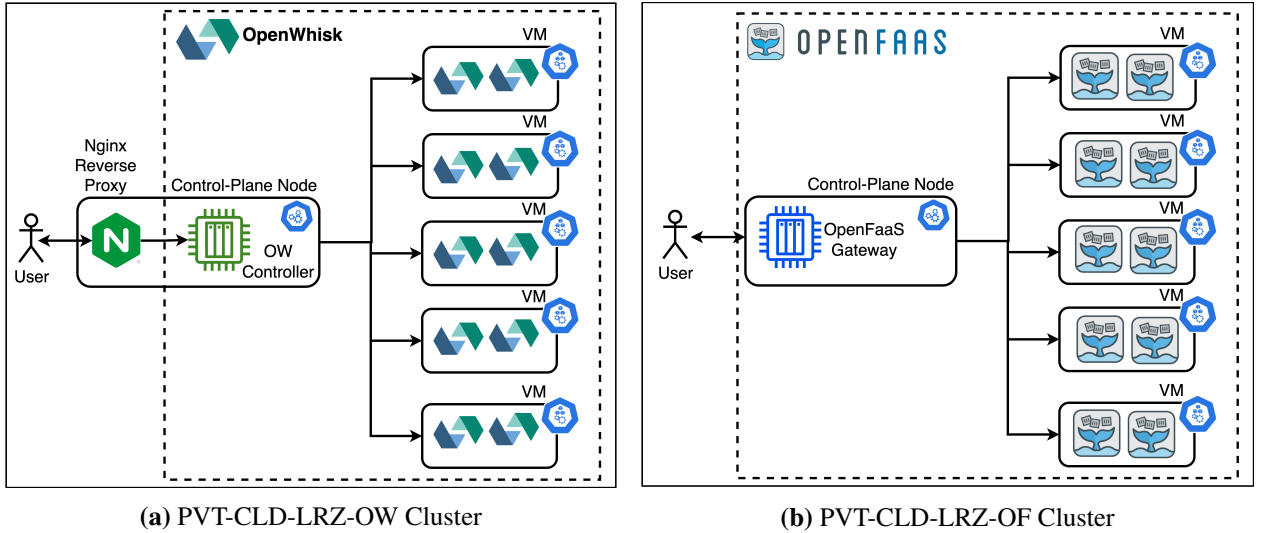 OpenWhisk
VM
VM
VM
VM
VM
Nginx
Reverse
Proxy
Control-Plane Node
N
OW
Controller
User
(a) PVT-CLD-LRZ-OW Cluster
OPENFAAS
VM
VM
VM
VM
VM
Control-Plane Node
OpenFaaS
Gateway
User
(b) PVT-CLD-LRZ-OF Cluster